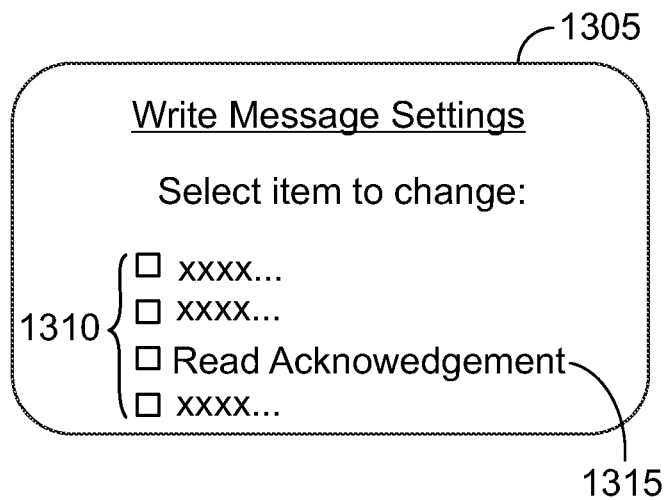 1305
Write Message Settings
Select item to change:
xxxx...
xxxx...
1310
Read Acknowedgement
xxxx...
1315